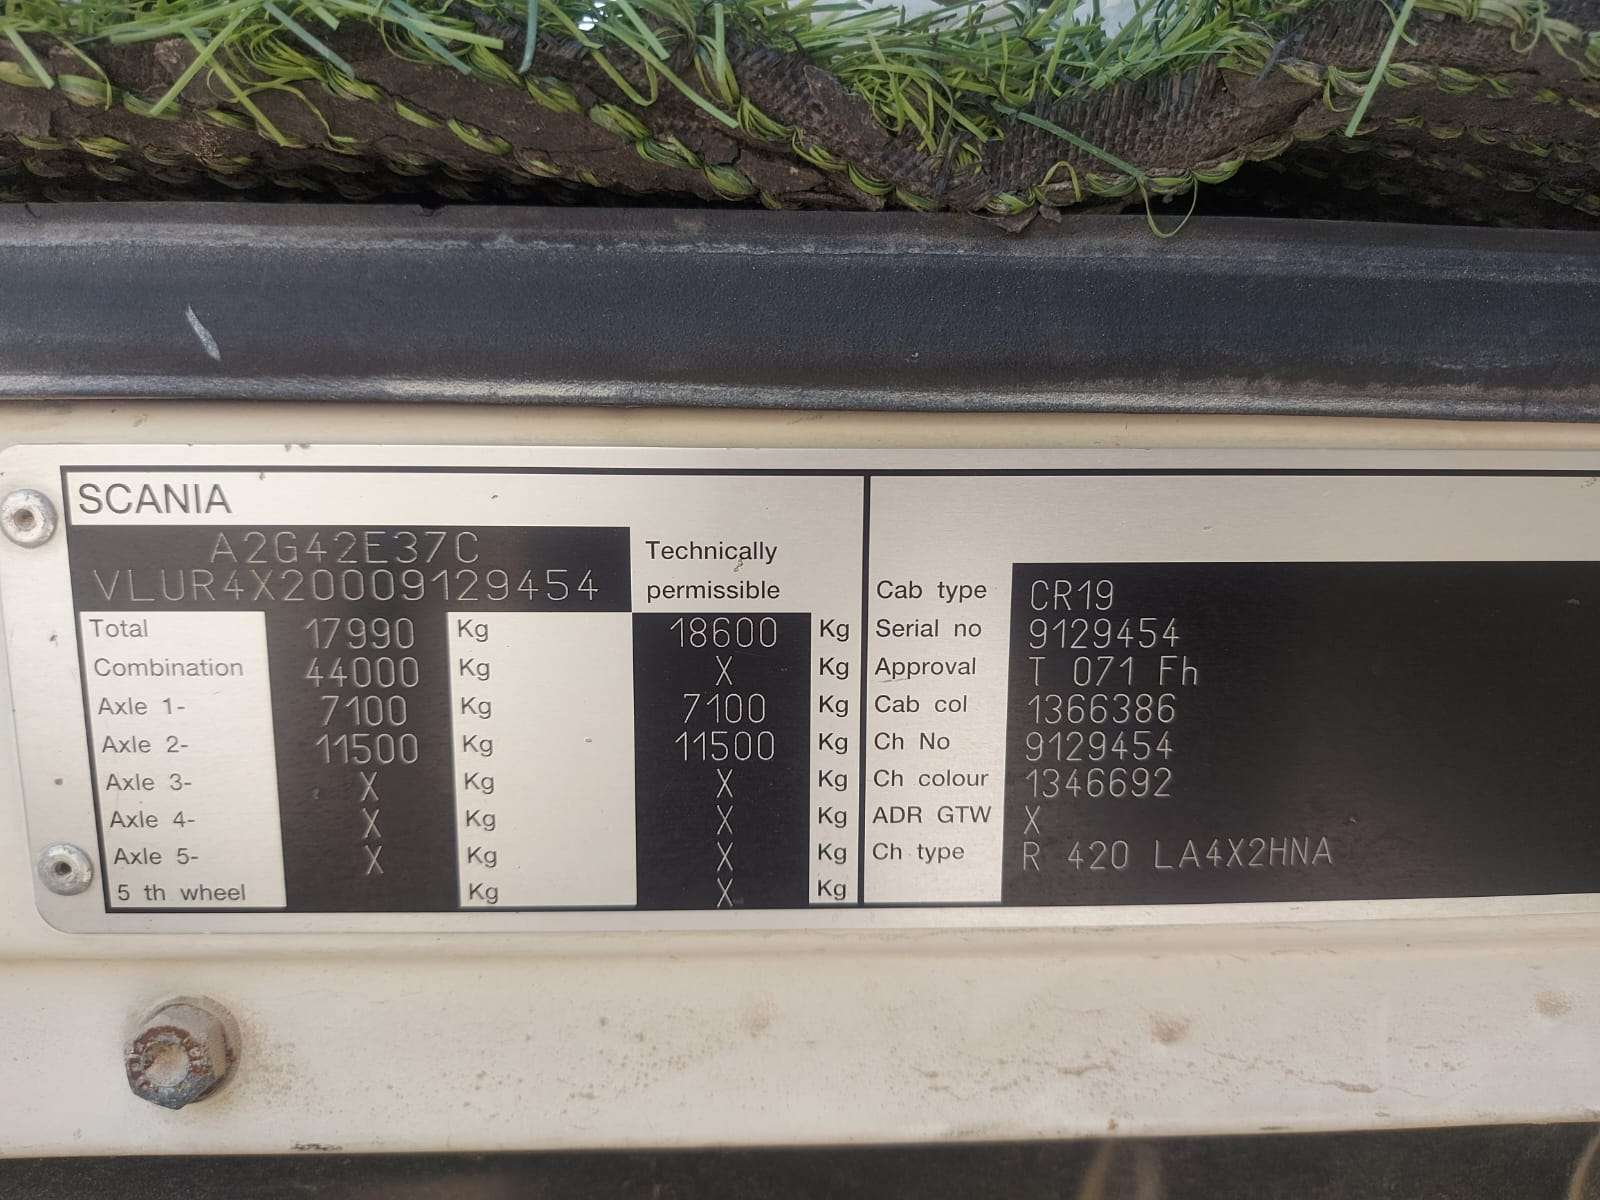 SCANIA
A2G42E37C
VLUR4X20009129454
Technically
permissible
Total 17990 Kg 18600 Kg
Combination 44000 Kg X Kg
Axle 1- 7100 Kg 7100 Kg
Axle 2- 11500 Kg 11500 Kg
Axle 3- X Kg X Kg
Axle 4- X Kg X Kg
Axle 5- X Kg X Kg
5 th wheel Kg X Kg
Cab type CR19
Serial no 9129454
Approval T 071 Fh
Cab col 1366386
Ch No 9129454
Ch colour 1346692
ADR GTW X
Ch type R 420 LA4X2HNA